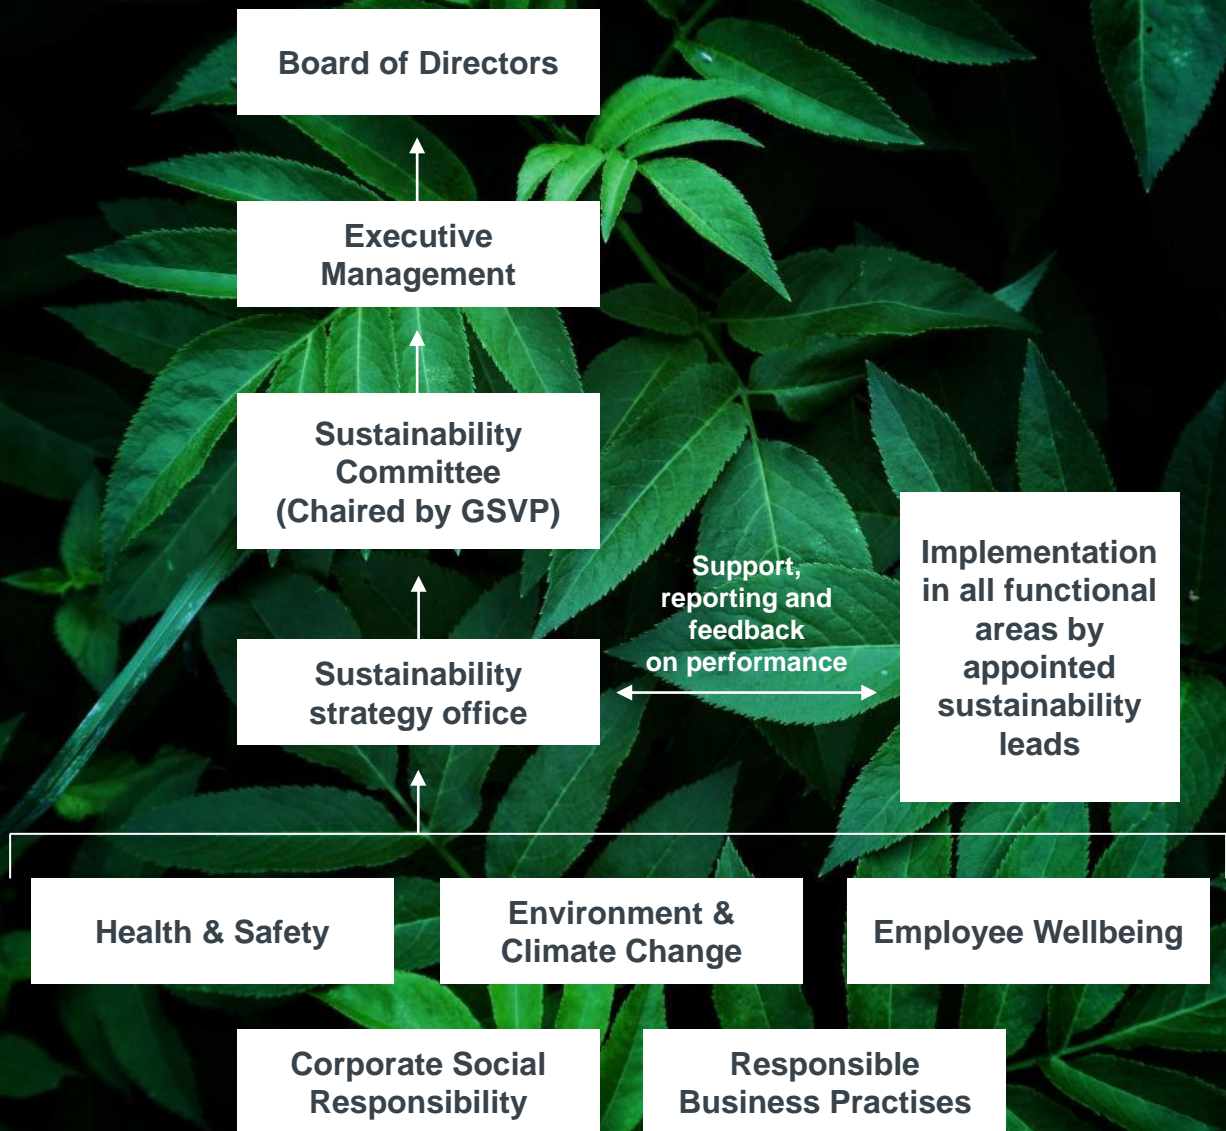 Board of Directors
Executive
Management
Sustainability
Committee
(Chaired by GSVP)
Support,
reporting and
feedback
on performance
Implementation
in all functional
areas by
appointed
sustainability
leads
Sustainability
strategy office
Health & Safety
Environment &
Climate Change
Employee Wellbeing
Corporate Social
Responsibility
Responsible
Business Practises